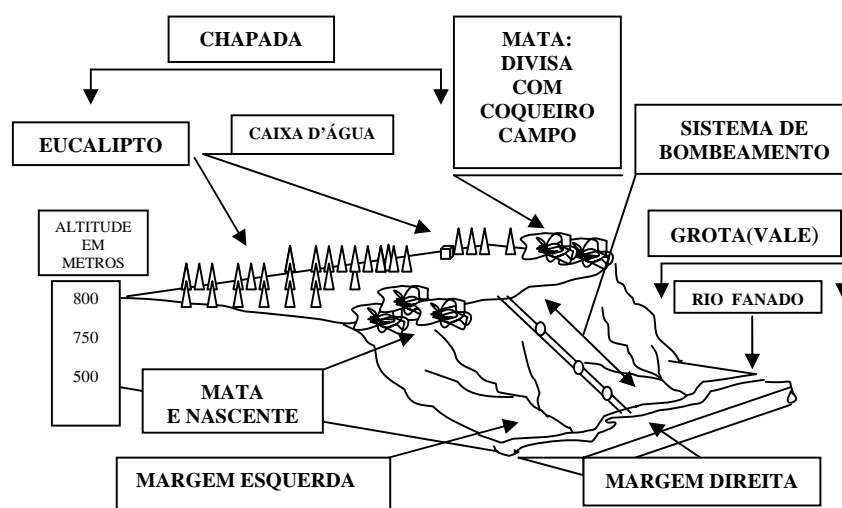 CHAPADA
MATA:
DIVISA
COM
COQUEIRO
CAMPO
EUCALIPTO
CAIXA D'ÁGUA
SISTEMA DE
BOMBEAMENTO
ALTITUDE
EM
METROS
800
750
500
GROTA(VALE)
RIO FANADO
MATA
E NASCENTE
MARGEM ESQUERDA
MARGEM DIREITA